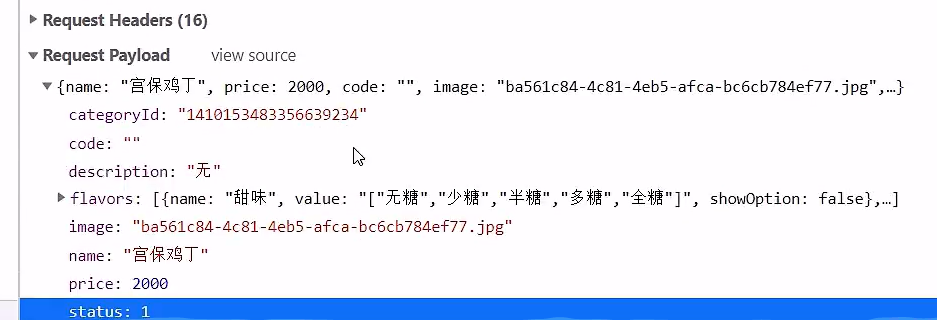 Request Headers (16)
Request Payload view source
{name: "宫保鸡丁", price: 2000, code: "", image: "ba561c84-4c81-4eb5-afca-bc6cb784ef77.jpg",…}
categoryId: "1410153483356639234"
code: ""
description: "无"
flavors: [{name: "甜味", value: "["无糖","少糖","半糖","多糖","全糖"]", showOption: false},…]
image: "ba561c84-4c81-4eb5-afca-bc6cb784ef77.jpg"
name: "宫保鸡丁"
price: 2000
status: 1